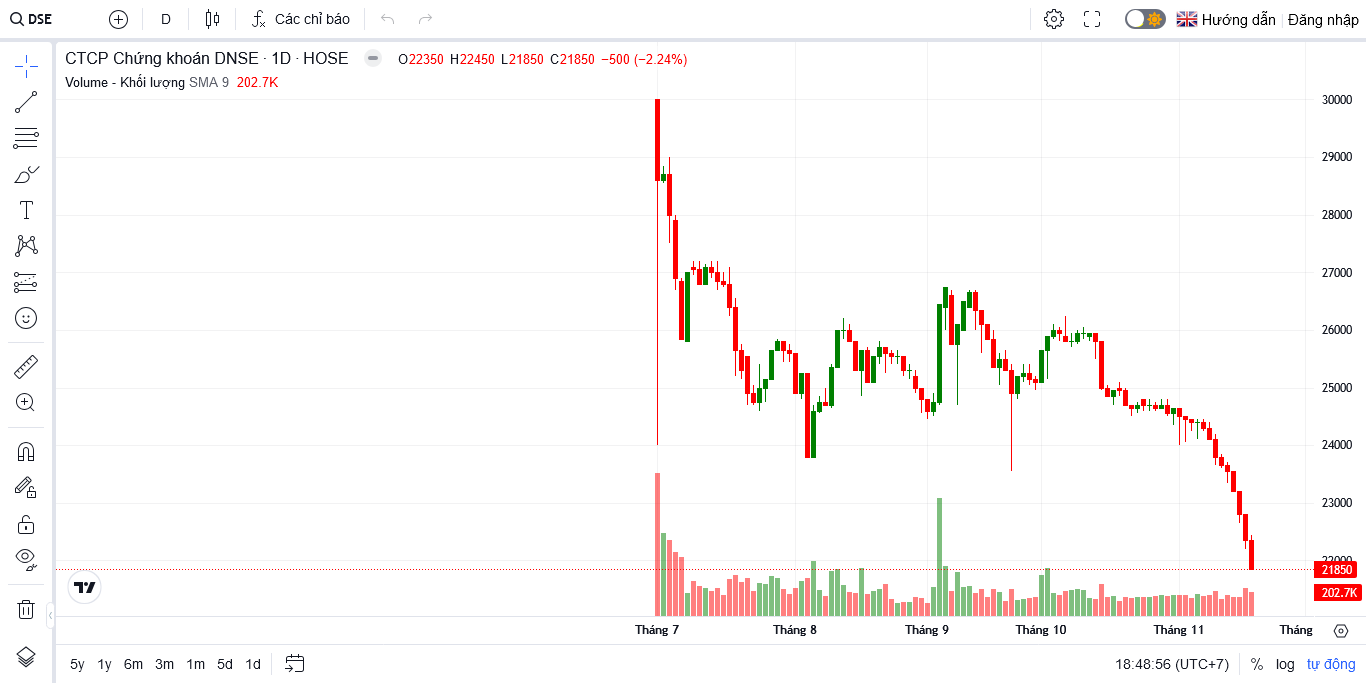 DSE D Các chỉ báo Hướng dẫn Đăng nhập
CTCP Chứng khoán DNSE · 1D · HOSE O22350 H22450 L21850 C21850 −500 (−2.24%)
Volume - Khối lượng SMA 9 202.7K
30000
29000
28000
27000
26000
25000
24000
23000
22000
21850
202.7K
Tháng 7 Tháng 8 Tháng 9 Tháng 10 Tháng 11 Tháng
5y 1y 6m 3m 1m 5d 1d 18:48:56 (UTC+7) % log tự động